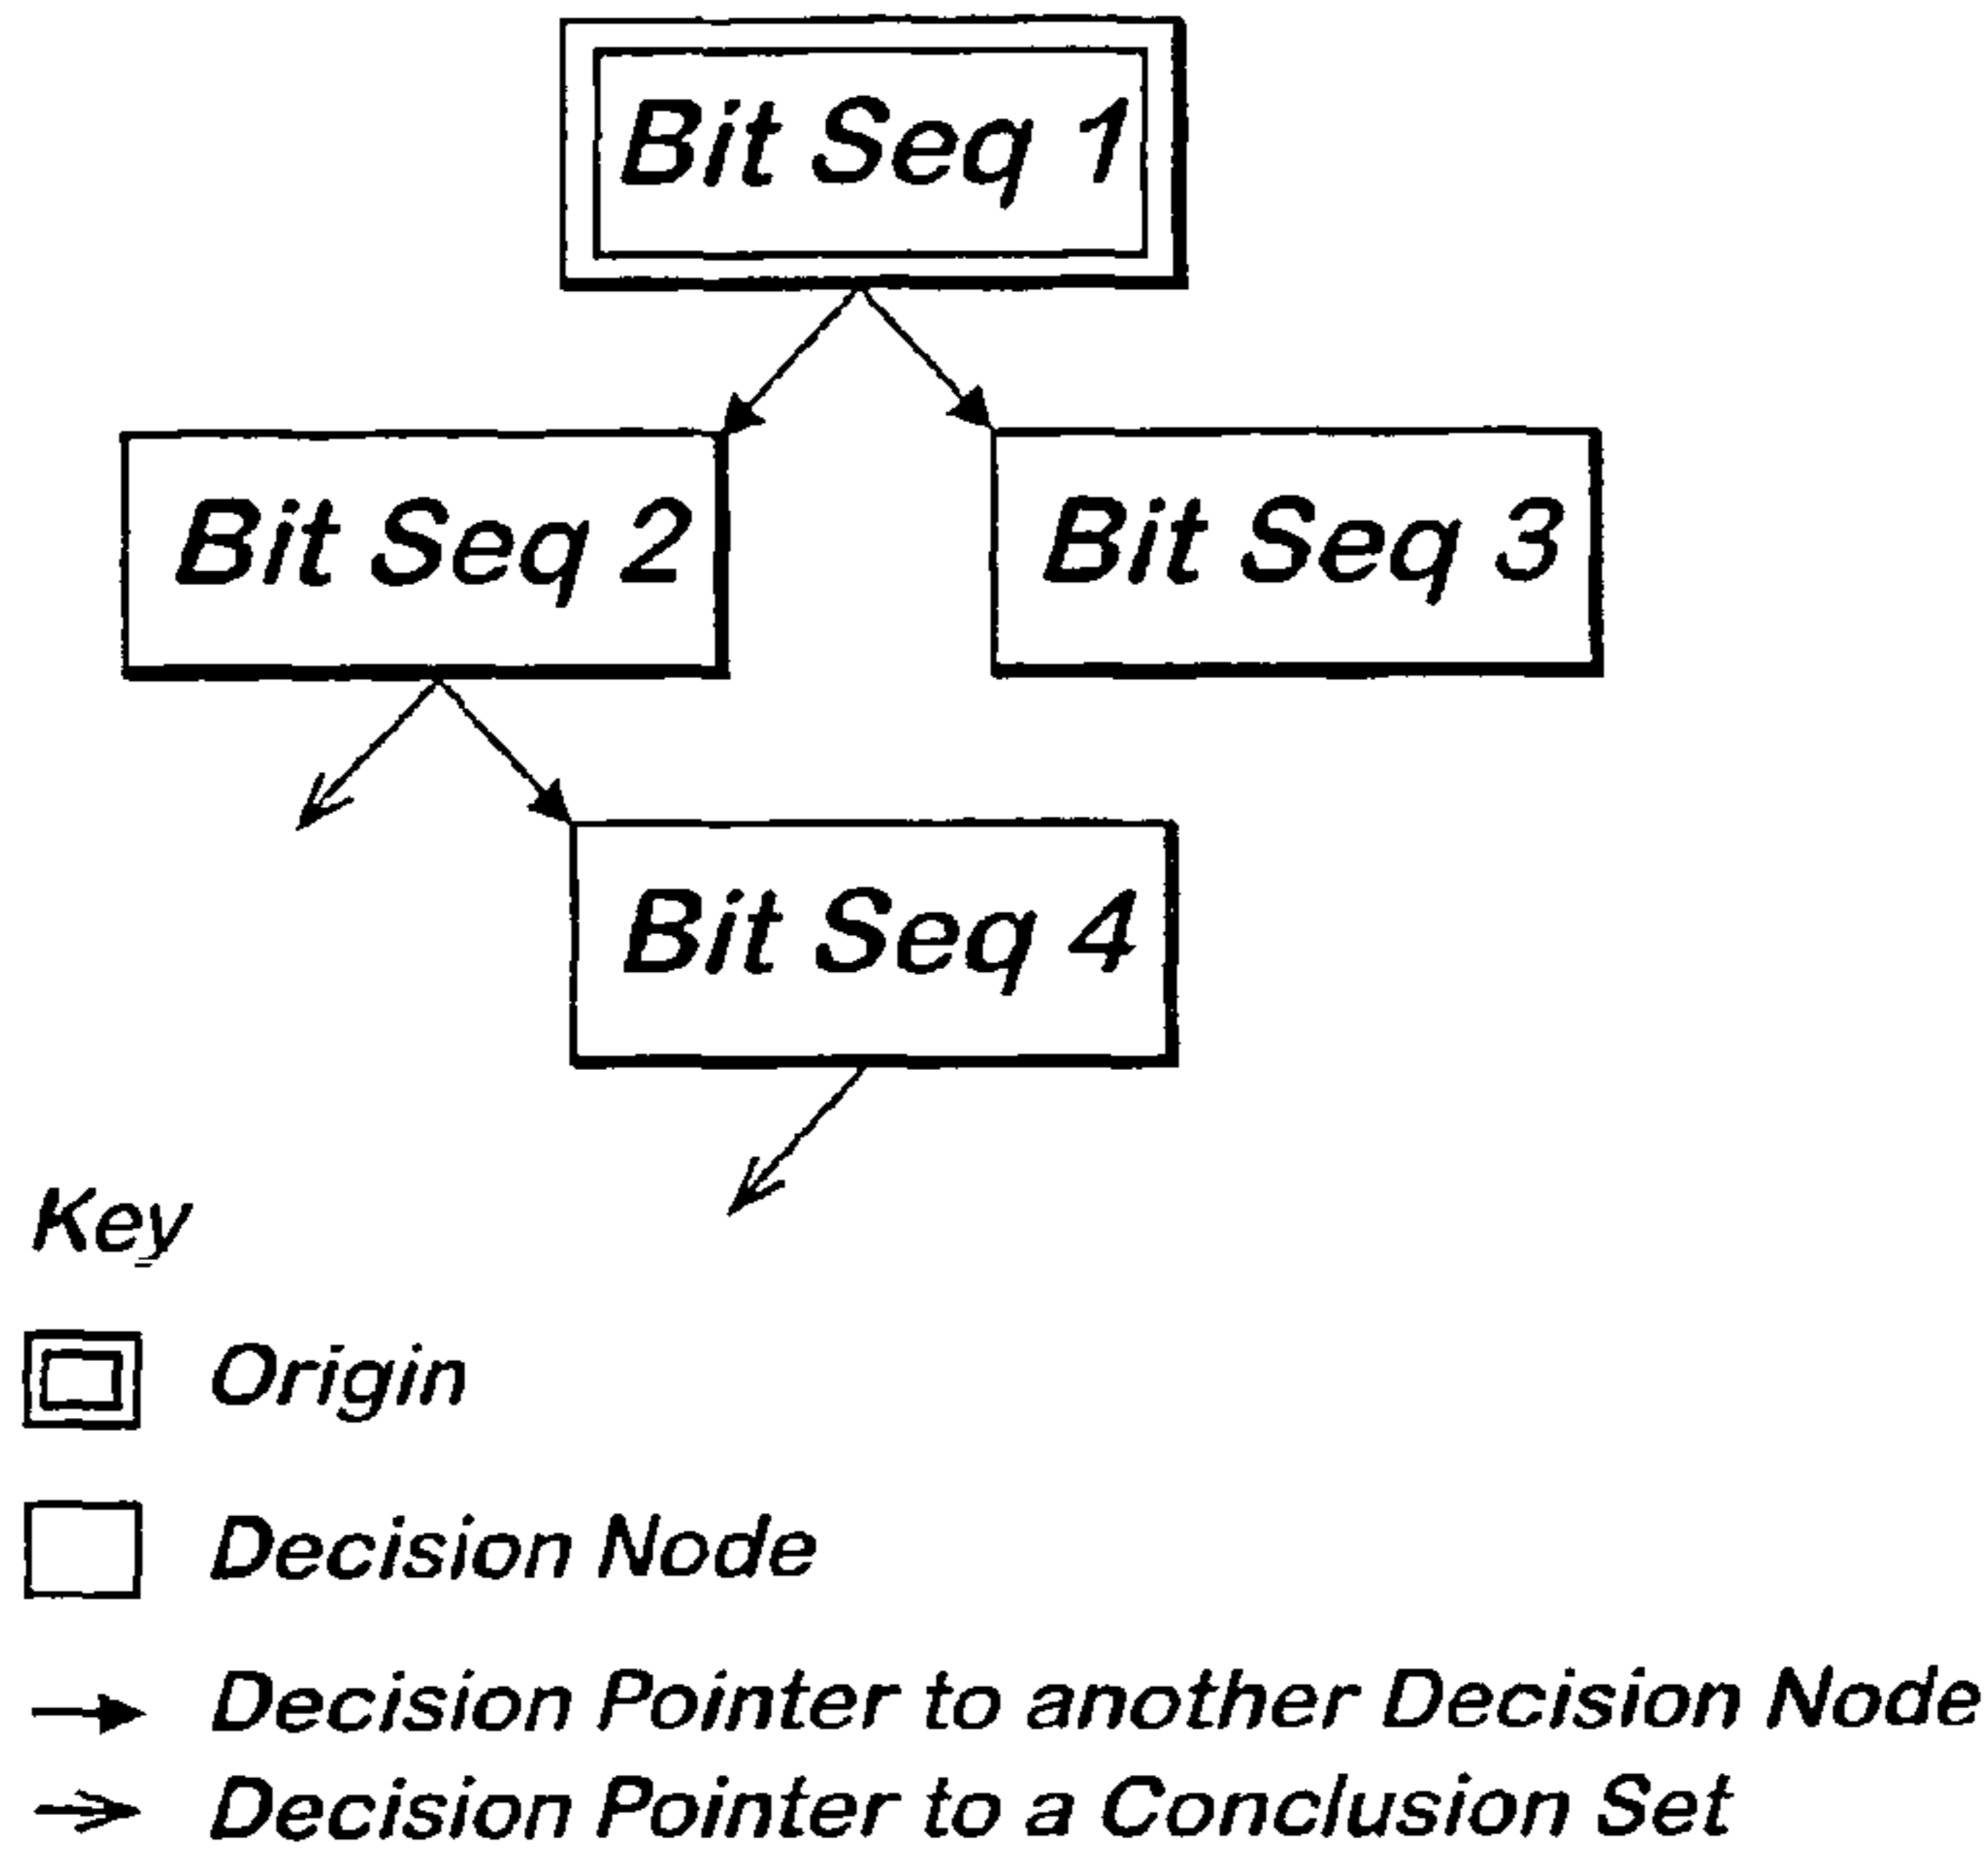 Bit Seq 1
Bit Seq 2
Bit Seq 3
Bit Seq 4
Key
Origin
Decision Node
Decision Pointer to another Decision Node
Decision Pointer to a Conclusion Set